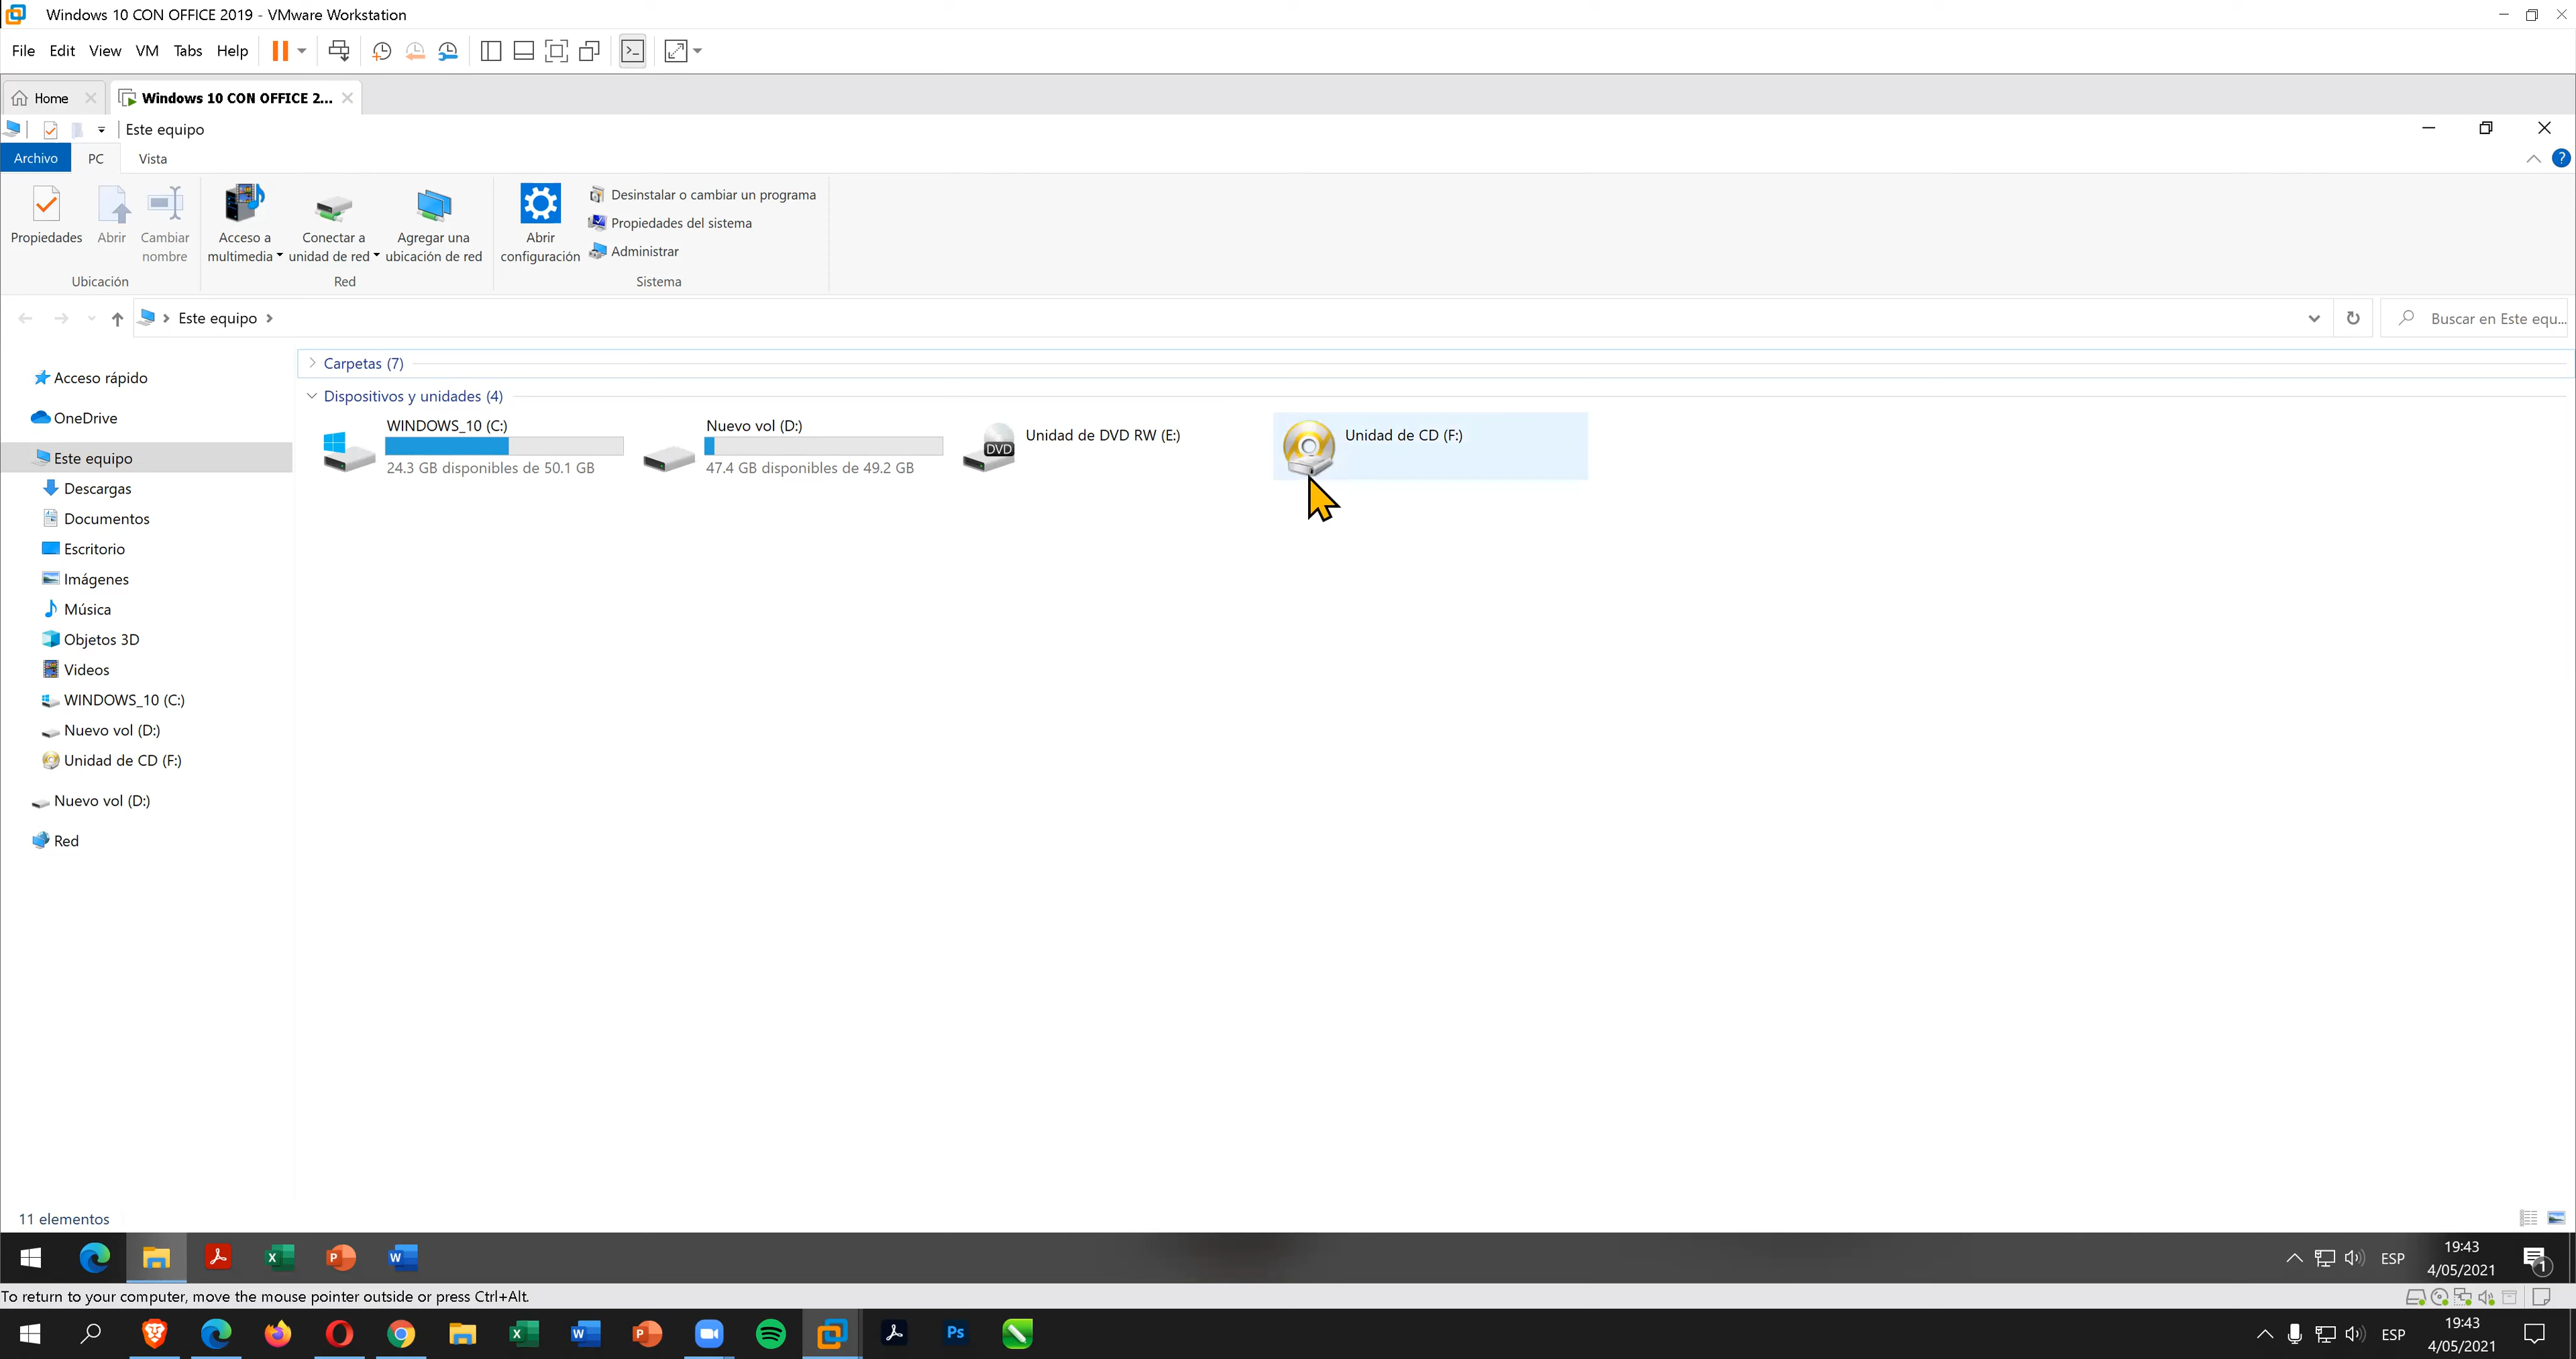 Windows 10 CON OFFICE 2019 - VMware Workstation
File Edit View VM Tabs Help
Home
Windows 10 CON OFFICE 2...
Este equipo
Archivo PC Vista
Propiedades
Abrir
Cambiar
nombre
Ubicación
Acceso a
multimedia
Conectar a
unidad de red
Agregar una
ubicación de red
Red
Abrir
configuración
Desinstalar o cambiar un programa
Propiedades del sistema
Administrar
Sistema
Este equipo
Buscar en Este equ...
Acceso rápido
OneDrive
Este equipo
Descargas
Documentos
Escritorio
Imágenes
Música
Objetos 3D
Videos
WINDOWS_10 (C:)
Nuevo vol (D:)
Unidad de CD (F:)
Nuevo vol (D:)
Red
Carpetas (7)
Dispositivos y unidades (4)
WINDOWS_10 (C:)
24.3 GB disponibles de 50.1 GB
Nuevo vol (D:)
47.4 GB disponibles de 49.2 GB
DVD
Unidad de DVD RW (E:)
Unidad de CD (F:)
11 elementos
ESP
19:43
4/05/2021
1
To return to your computer, move the mouse pointer outside or press Ctrl+Alt.
Ps
ESP
19:43
4/05/2021